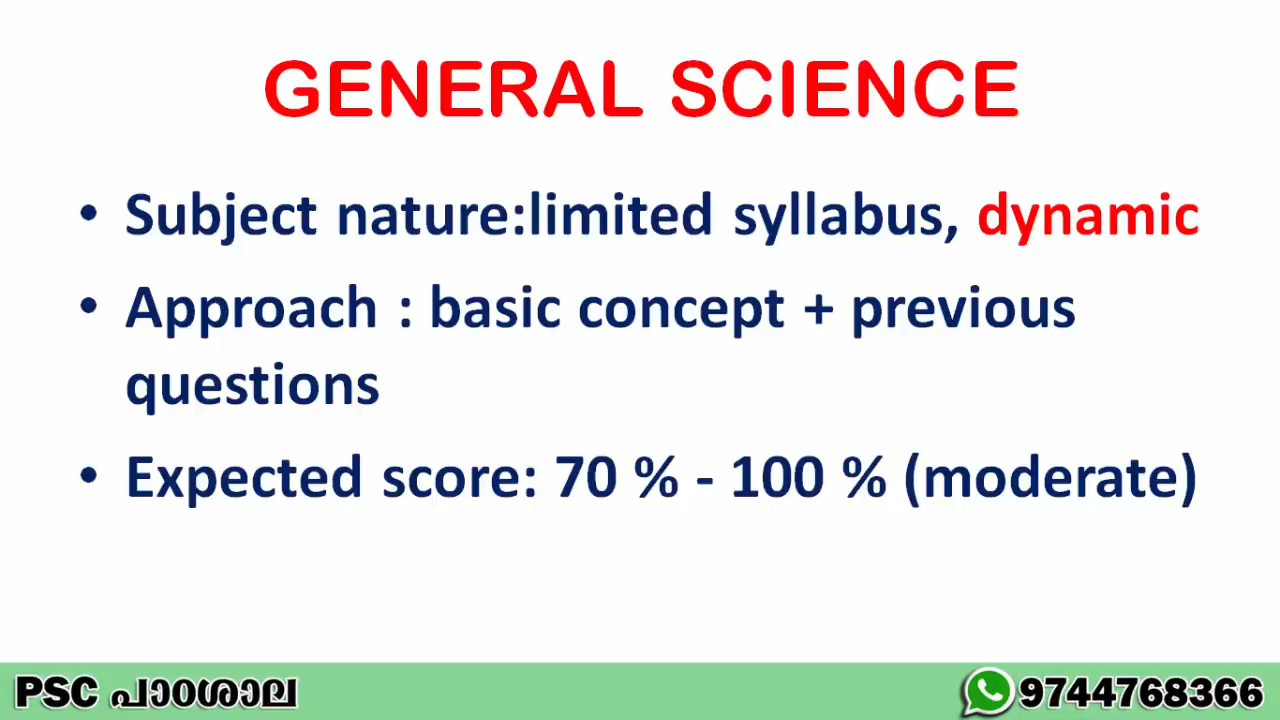 GENERAL SCIENCE
• Subject nature:limited syllabus, dynamic
• Approach : basic concept + previous
questions
• Expected score: 70 % - 100 % (moderate)
PSC പാഠശാല
9744768366